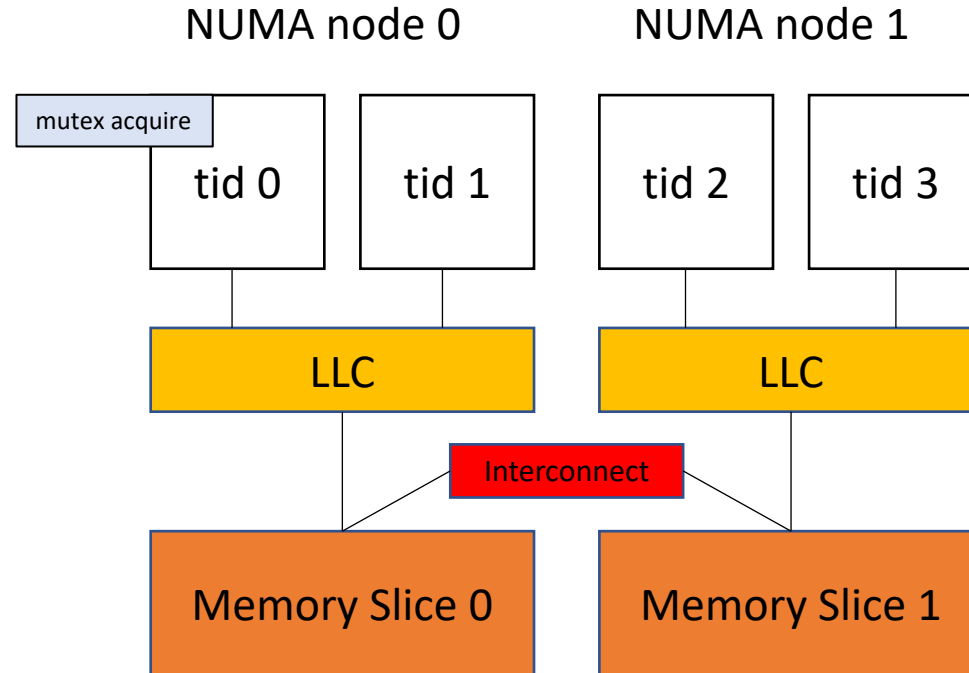 NUMA node 0
NUMA node 1
mutex acquire
tid 0
tid 1
tid 2
tid 3
LLC
LLC
Interconnect
Memory Slice 0
Memory Slice 1